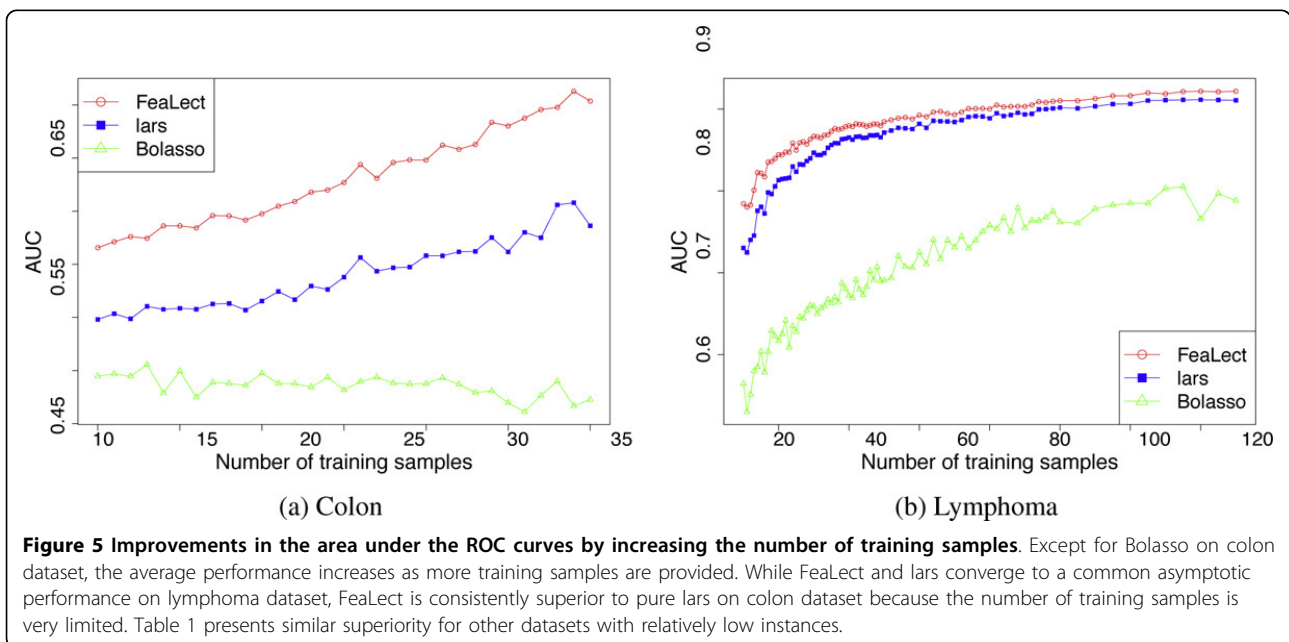 FeaLect
lars
Bolasso
AUC
0.65
0.55
0.45
10 15 20 25 30 35
Number of training samples
(a) Colon
0.9
0.8
0.7
0.6
AUC
FeaLect
lars
Bolasso
20 40 60 80 100 120
Number of training samples
(b) Lymphoma
Figure 5 Improvements in the area under the ROC curves by increasing the number of training samples. Except for Bolasso on colon
dataset, the average performance increases as more training samples are provided. While FeaLect and lars converge to a common asymptotic
performance on lymphoma dataset, FeaLect is consistently superior to pure lars on colon dataset because the number of training samples is
very limited. Table 1 presents similar superiority for other datasets with relatively low instances.